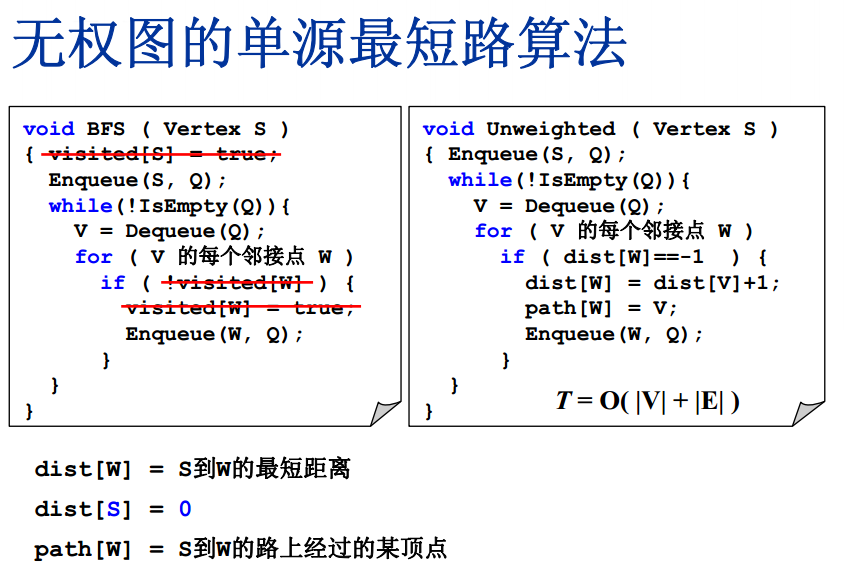 无权图的单源最短路算法
void BFS ( Vertex S )
{ visited[S] = true;
Enqueue(S, Q);
while(!IsEmpty(Q)){
V = Dequeue(Q);
for ( V 的每个邻接点 W )
if ( !visited[W] ) {
visited[W] = true;
Enqueue(W, Q);
}
}
}
void Unweighted ( Vertex S )
{ Enqueue(S, Q);
while(!IsEmpty(Q)){
V = Dequeue(Q);
for ( V 的每个邻接点 W )
if ( dist[W]==-1 ) {
dist[W] = dist[V]+1;
path[W] = V;
Enqueue(W, Q);
}
}
}
T = O( |V| + |E| )
dist[W] = S到W的最短距离
dist[S] = 0
path[W] = S到W的路上经过的某顶点